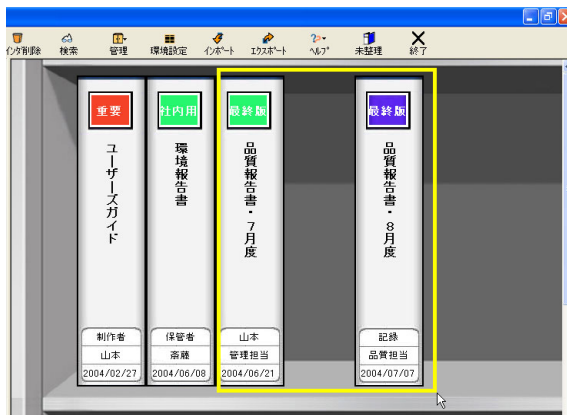 インタ削除 検索 管理 環境設定 インポート エクスポート ヘルプ 未整理 終了
重要
ユーザーズガイド
制作者
山本
2004/02/27
社内用
環境報告書
保管者
斎藤
2004/06/08
最終版
品質報告書・7月度
山本
管理担当
2004/06/21
最終版
品質報告書・8月度
記録
品質担当
2004/07/07